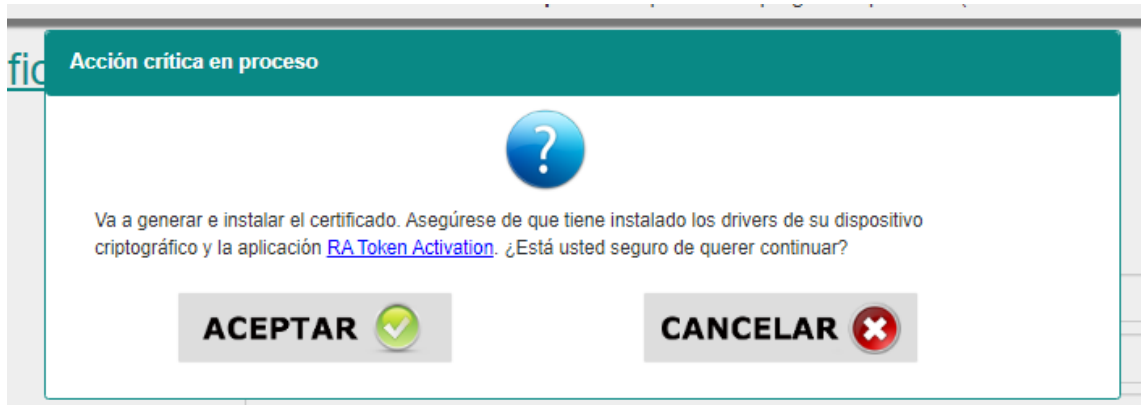 fic
Acción crítica en proceso
?
Va a generar e instalar el certificado. Asegúrese de que tiene instalado los drivers de su dispositivo
criptográfico y la aplicación RA Token Activation. ¿Está usted seguro de querer continuar?
ACEPTAR
CANCELAR